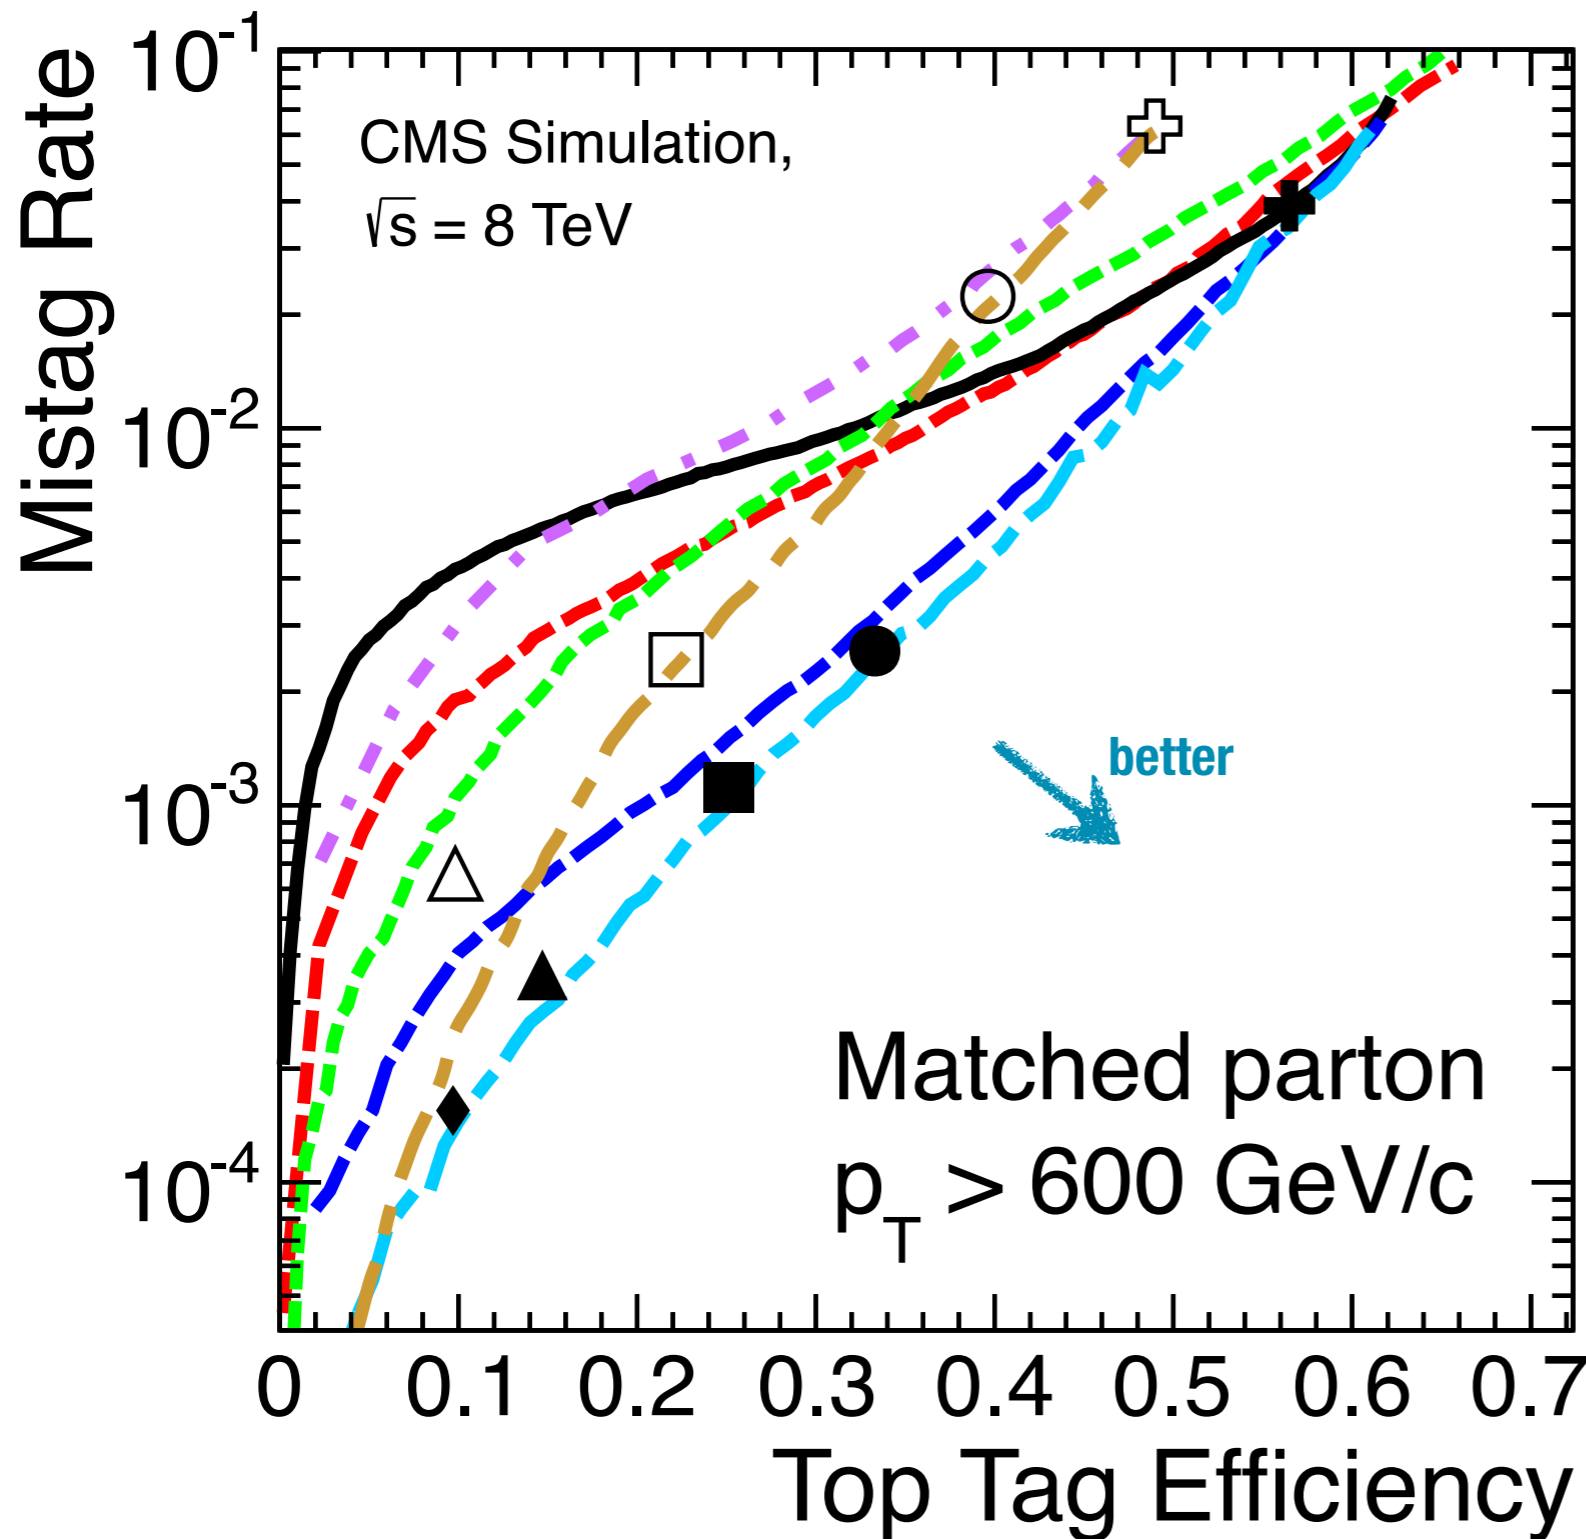 Mistag Rate
10^-1
10^-2
10^-3
10^-4
CMS Simulation,
√s = 8 TeV
better
Matched parton
p_T > 600 GeV/c
0 0.1 0.2 0.3 0.4 0.5 0.6 0.7
Top Tag Efficiency